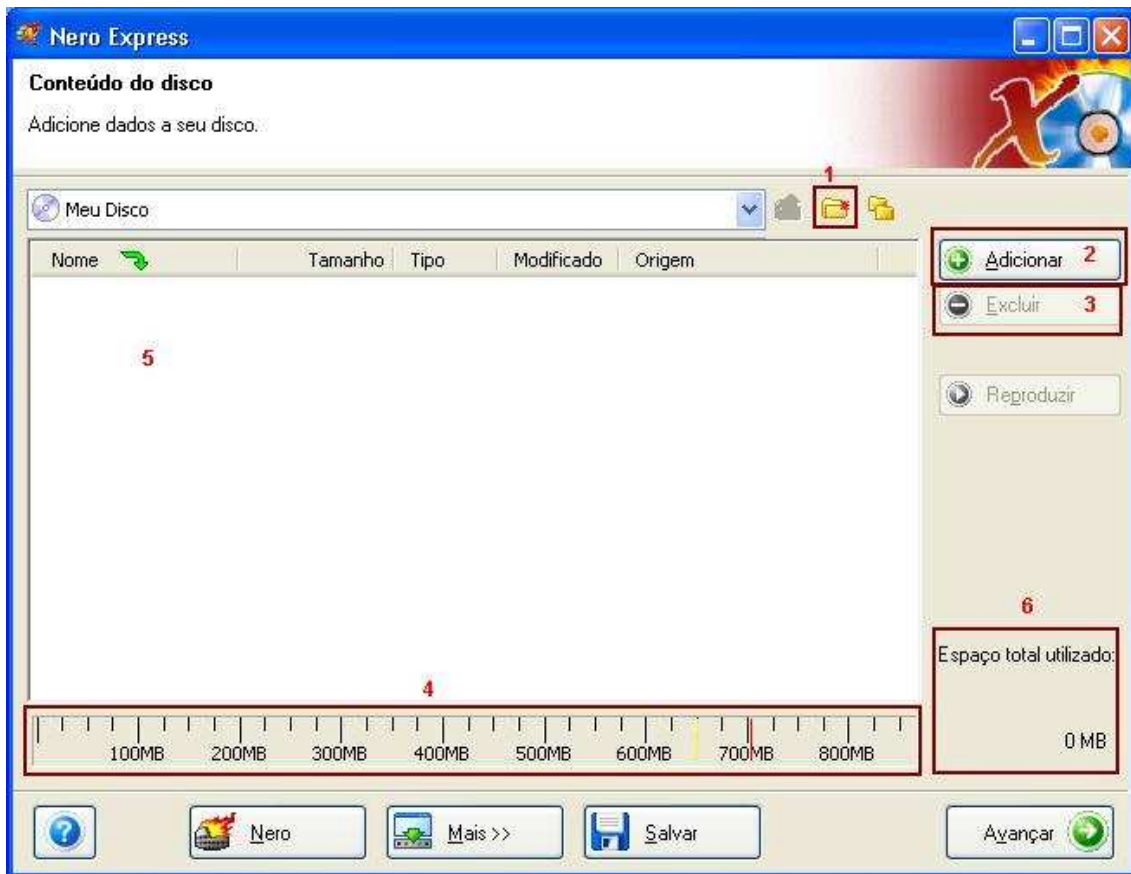 Nero Express
Conteúdo do disco
Adicione dados a seu disco.
1
Meu Disco
Nome Tamanho Tipo Modificado Origem
Adicionar 2
Excluir 3
5
Reproduzir
6
Espaço total utilizado:
0 MB
4
100MB 200MB 300MB 400MB 500MB 600MB 700MB 800MB
Nero Mais >> Salvar Avançar